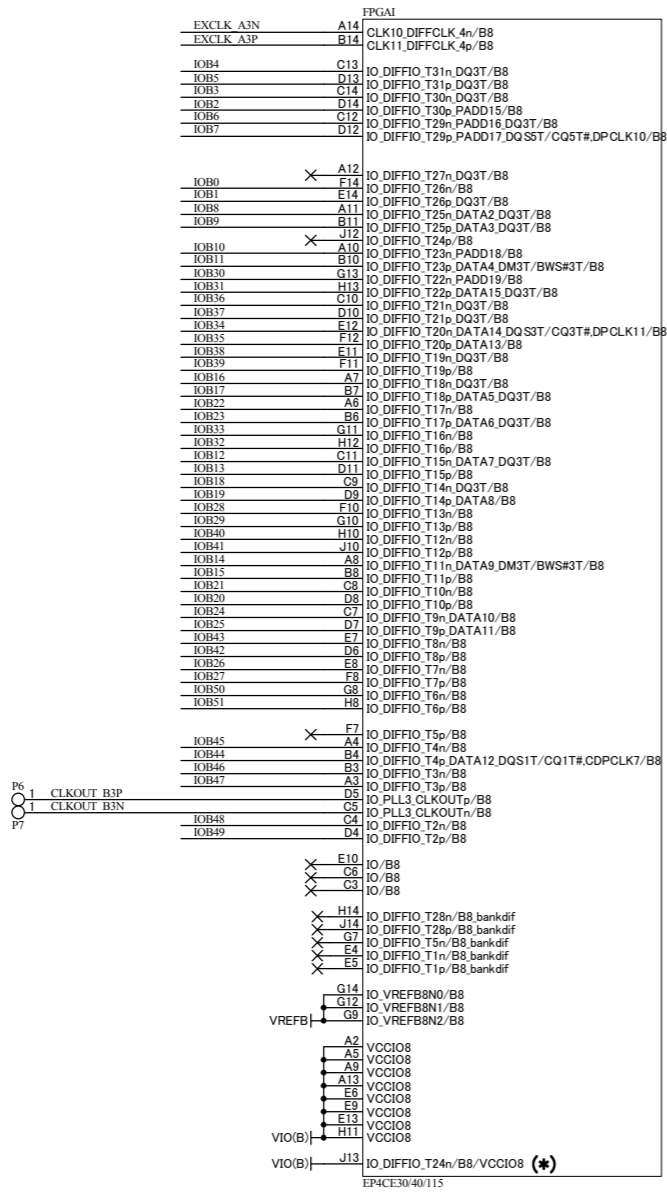 FPGAI
EXCLK_A3N A14 CLK10_DIFFCLK_4n/B8
EXCLK_A3P B14 CLK11_DIFFCLK_4p/B8
IOB4 C13 IO_DIFFIO_T31n_DQ3T/B8
IOB5 D13 IO_DIFFIO_T31p_DQ3T/B8
IOB3 C14 IO_DIFFIO_T30n_DQ3T/B8
IOB2 D14 IO_DIFFIO_T30p_PADD15/B8
IOB6 C12 IO_DIFFIO_T29n_PADD16_DQ3T/B8
IOB7 D12 IO_DIFFIO_T29p_PADD17_DQS5T/CQ5T#,DPCLK10/B8
A12 IO_DIFFIO_T27n_DQ3T/B8
IOB0 F14 IO_DIFFIO_T26n/B8
IOB1 E14 IO_DIFFIO_T26p_DQ3T/B8
IOB8 A11 IO_DIFFIO_T25n_DATA2_DQ3T/B8
IOB9 B11 IO_DIFFIO_T25p_DATA3_DQ3T/B8
J12 IO_DIFFIO_T24p/B8
IOB10 A10 IO_DIFFIO_T23n_PADD18/B8
IOB11 B10 IO_DIFFIO_T23p_DATA4_DM3T/BWS#3T/B8
IOB30 G13 IO_DIFFIO_T22n_PADD19/B8
IOB31 H13 IO_DIFFIO_T22p_DATA15_DQ3T/B8
IOB36 C10 IO_DIFFIO_T21n_DQ3T/B8
IOB37 D10 IO_DIFFIO_T21p_DQ3T/B8
IOB34 E12 IO_DIFFIO_T20n_DATA14_DQS3T/CQ3T#,DPCLK11/B8
IOB35 F12 IO_DIFFIO_T20p_DATA13/B8
IOB38 E11 IO_DIFFIO_T19n_DQ3T/B8
IOB39 F11 IO_DIFFIO_T19p/B8
IOB16 A7 IO_DIFFIO_T18n_DQ3T/B8
IOB17 B7 IO_DIFFIO_T18p_DATA5_DQ3T/B8
IOB22 A6 IO_DIFFIO_T17n/B8
IOB23 B6 IO_DIFFIO_T17p_DATA6_DQ3T/B8
IOB33 G11 IO_DIFFIO_T16n/B8
IOB32 H12 IO_DIFFIO_T16p/B8
IOB12 C11 IO_DIFFIO_T15n_DATA7_DQ3T/B8
IOB13 D11 IO_DIFFIO_T15p/B8
IOB18 C9 IO_DIFFIO_T14n_DQ3T/B8
IOB19 D9 IO_DIFFIO_T14p_DATA8/B8
IOB28 F10 IO_DIFFIO_T13n/B8
IOB29 G10 IO_DIFFIO_T13p/B8
IOB40 H10 IO_DIFFIO_T12n/B8
IOB41 J10 IO_DIFFIO_T12p/B8
IOB14 A8 IO_DIFFIO_T11n_DATA9_DM3T/BWS#3T/B8
IOB15 B8 IO_DIFFIO_T11p/B8
IOB21 C8 IO_DIFFIO_T10n/B8
IOB20 D8 IO_DIFFIO_T10p/B8
IOB24 C7 IO_DIFFIO_T9n_DATA10/B8
IOB25 D7 IO_DIFFIO_T9p_DATA11/B8
IOB43 E7 IO_DIFFIO_T8n/B8
IOB42 D6 IO_DIFFIO_T8p/B8
IOB26 E8 IO_DIFFIO_T7n/B8
IOB27 F8 IO_DIFFIO_T7p/B8
IOB50 G8 IO_DIFFIO_T6n/B8
IOB51 H8 IO_DIFFIO_T6p/B8
F7 IO_DIFFIO_T5p/B8
IOB45 A4 IO_DIFFIO_T4n/B8
IOB44 B4 IO_DIFFIO_T4p_DATA12_DQS1T/CQ1T#,CDPCLK7/B8
IOB46 B3 IO_DIFFIO_T3n/B8
IOB47 A3 IO_DIFFIO_T3p/B8
P6 1 CLKOUT_B3P D5 IO_PLL3_CLKOUTp/B8
P7 1 CLKOUT_B3N C5 IO_PLL3_CLKOUTn/B8
IOB48 C4 IO_DIFFIO_T2n/B8
IOB49 D4 IO_DIFFIO_T2p/B8
E10 IO/B8
C6 IO/B8
C3 IO/B8
H14 IO_DIFFIO_T28n/B8_bankdif
J14 IO_DIFFIO_T28p/B8_bankdif
G7 IO_DIFFIO_T5n/B8_bankdif
E4 IO_DIFFIO_T1n/B8_bankdif
E5 IO_DIFFIO_T1p/B8_bankdif
G14 IO_VREFB8N0/B8
G12 IO_VREFB8N1/B8
VREFB G9 IO_VREFB8N2/B8
A2 VCCIO8
A5 VCCIO8
A9 VCCIO8
A13 VCCIO8
E6 VCCIO8
E9 VCCIO8
E13 VCCIO8
VIO(B) H11 VCCIO8
VIO(B) J13 IO_DIFFIO_T24n/B8/VCCIO8 (*)
EP4CE30/40/115